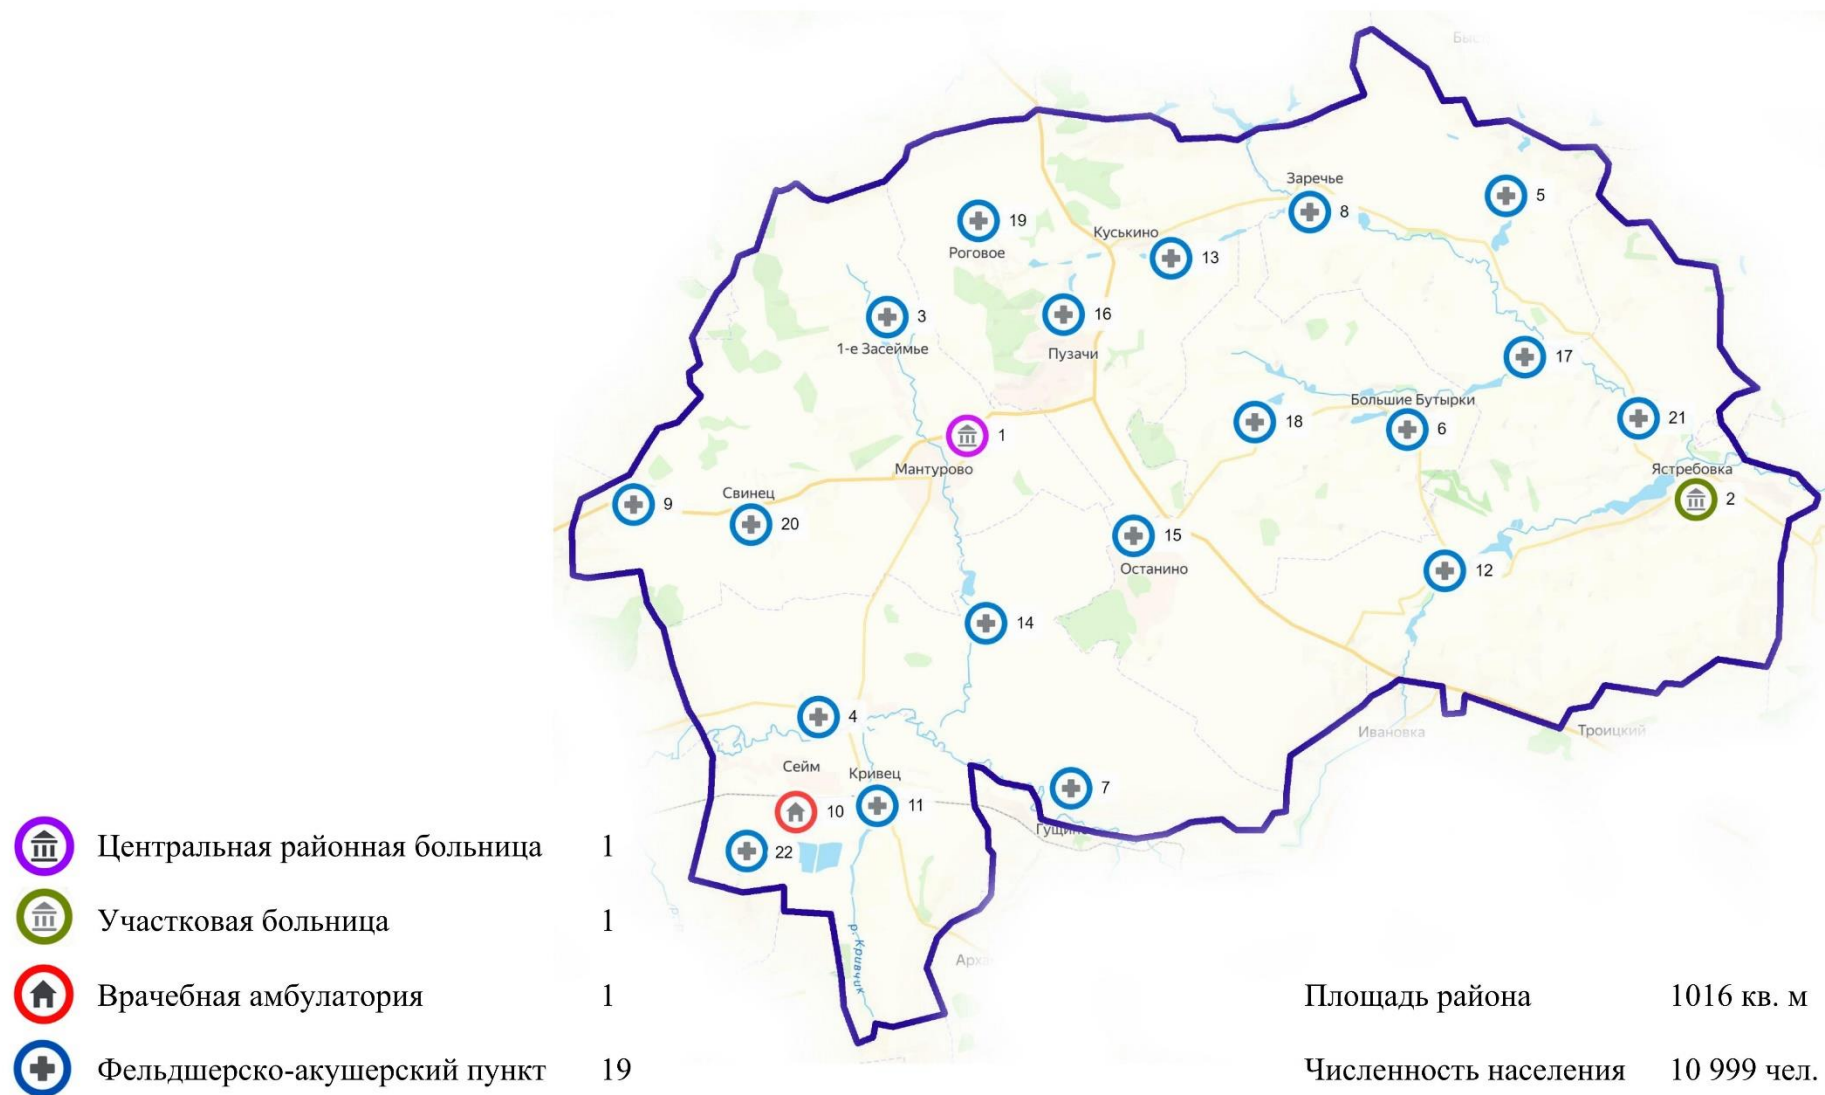 Заречье
5
8
19
Куськино
Роговое
13
3
16
1-е Засеймье
Пузачи
17
Большие Бутырки
18
6
21
1
Мантурово
Ястребовка
Свинец
9
20
2
15
Останино
12
14
4
Ивановка
Троицкий
Сейм
Кривец
7
10
11
22
р. Кривчик
Центральная районная больница 1
Участковая больница 1
Врачебная амбулатория 1
Фельдшерско-акушерский пункт 19
Площадь района 1016 кв. м
Численность населения 10 999 чел.